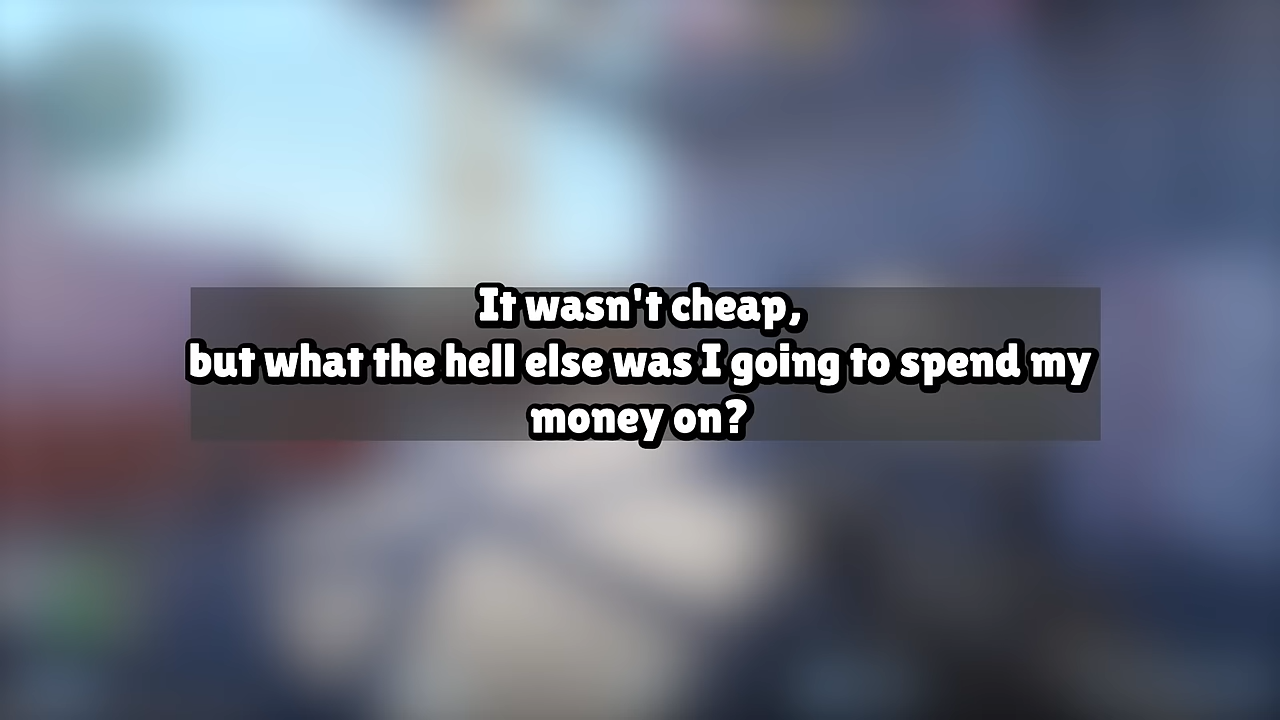 It wasn't cheap,
but what the hell else was I going to spend my
money on?